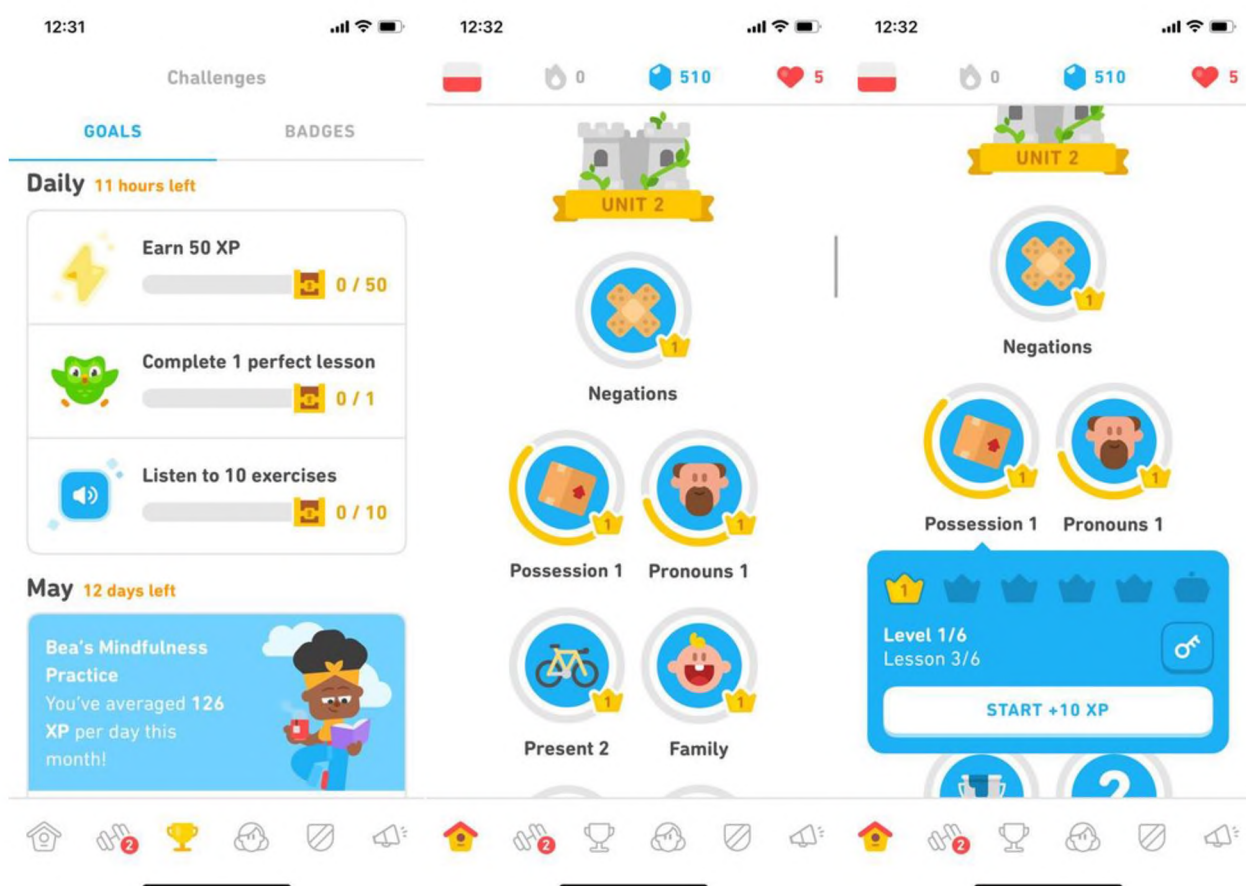 12:31
Challenges
GOALS
BADGES
Daily 11 hours left
Earn 50 XP
0 / 50
Complete 1 perfect lesson
0 / 1
Listen to 10 exercises
0 / 10
May 12 days left
Bea's Mindfulness
Practice
You've averaged 126
XP per day this
month!
2
12:32
0
510
5
UNIT 2
1
Negations
1
1
Possession 1
Pronouns 1
1
1
Present 2
Family
2
12:32
0
510
5
UNIT 2
1
Negations
1
1
Possession 1
Pronouns 1
1
Level 1/6
Lesson 3/6
START +10 XP
?
2